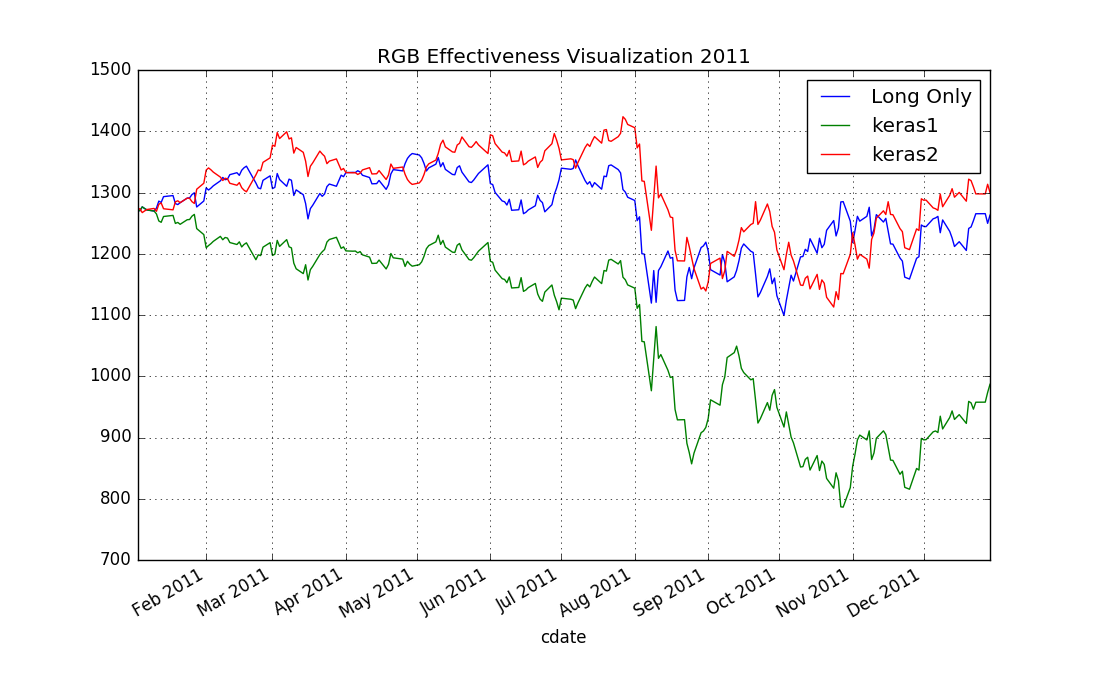 RGB Effectiveness Visualization 2011
1500
1400
1300
1200
1100
1000
900
800
700
Long Only
keras1
keras2
Feb 2011
Mar 2011
Apr 2011
May 2011
Jun 2011
Jul 2011
Aug 2011
Sep 2011
Oct 2011
Nov 2011
Dec 2011
cdate